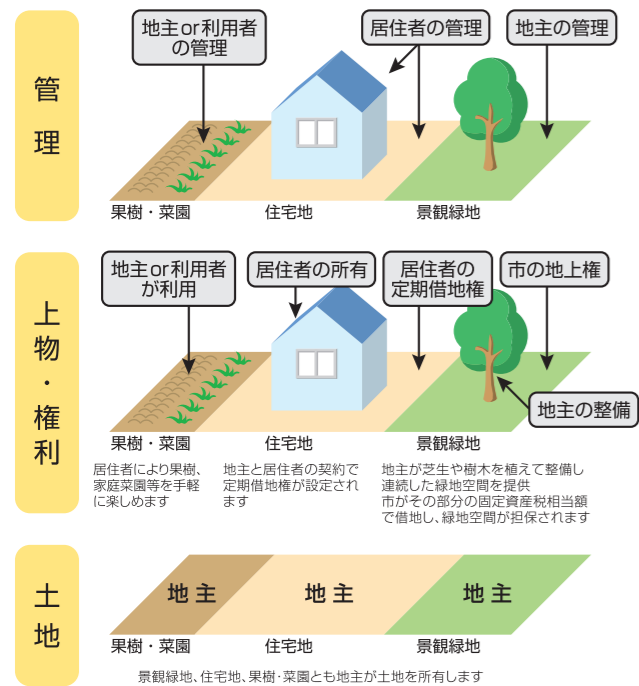 管理
地主or利用者
の管理
居住者の管理
地主の管理
果樹・菜園
住宅地
景観緑地
上物・権利
地主or利用者
が利用
居住者の所有
居住者の
定期借地権
市の地上権
地主の整備
果樹・菜園
住宅地
景観緑地
居住者により果樹、
家庭菜園等を手軽
に楽しめます
地主と居住者の契約で
定期借地権が設定され
ます
地主が芝生や樹木を植えて整備し
連続した緑地空間を提供
市がその部分の固定資産税相当額
で借地し、緑地空間が担保されます
土地
地主
地主
地主
果樹・菜園
住宅地
景観緑地
景観緑地、住宅地、果樹・菜園とも地主が土地を所有します